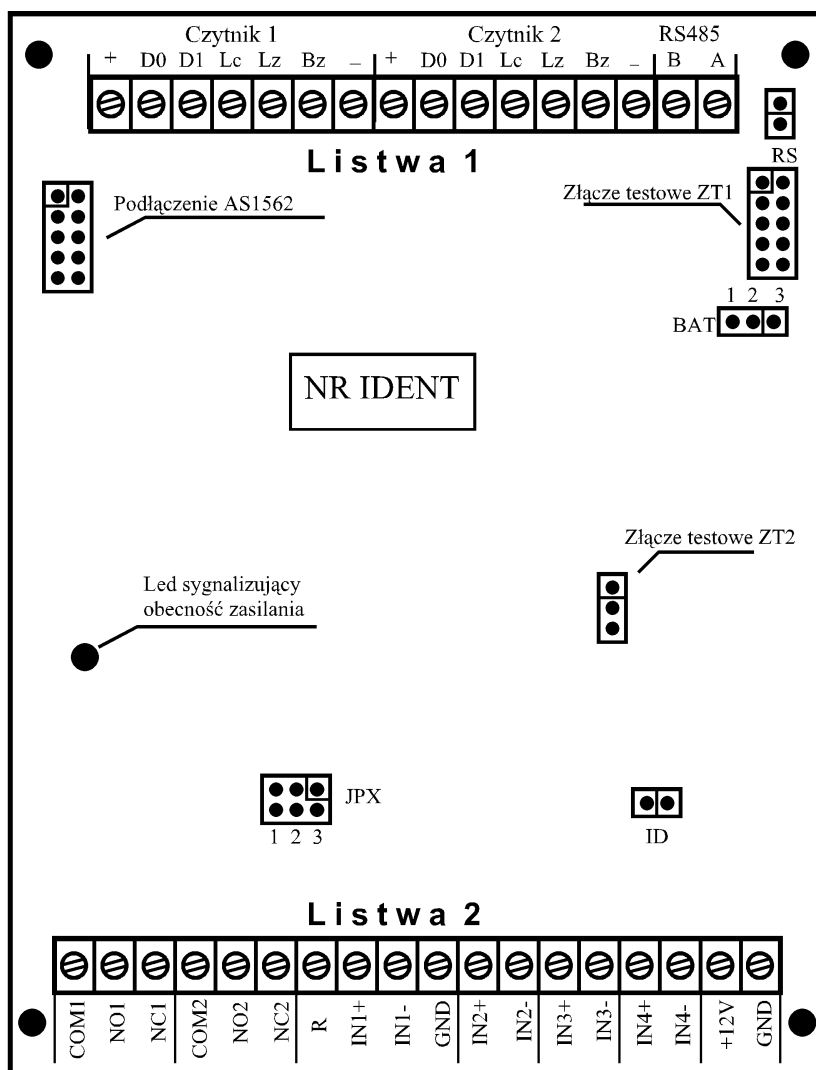 Czytnik 1 Czytnik 2 RS485
+ D0 D1 Lc Lz Bz – + D0 D1 Lc Lz Bz – B A
Listwa 1
RS
Podłączenie AS1562
Złącze testowe ZT1
1 2 3
BAT
NR IDENT
Złącze testowe ZT2
Led sygnalizujący
obecność zasilania
JPX
1 2 3
ID
Listwa 2
COM1 NO1 NC1 COM2 NO2 NC2 R IN1+ IN1- GND IN2+ IN2- IN3+ IN3- IN4+ IN4- +12V GND